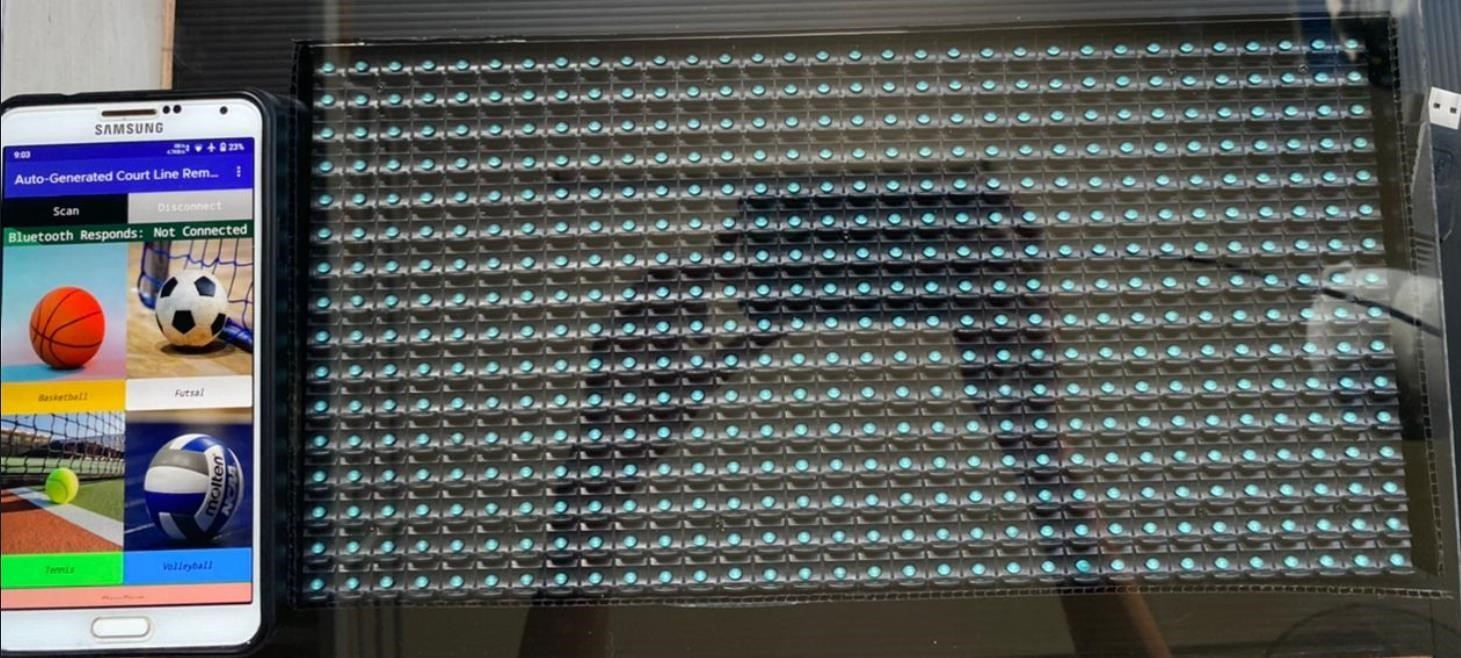 SAMSUNG
9:03
23%
Auto-Generated Court Line Rem...
Scan
Disconnect
Bluetooth Responds: Not Connected
Basketball
Futsal
molten
NCAA
Tennis
Volleyball